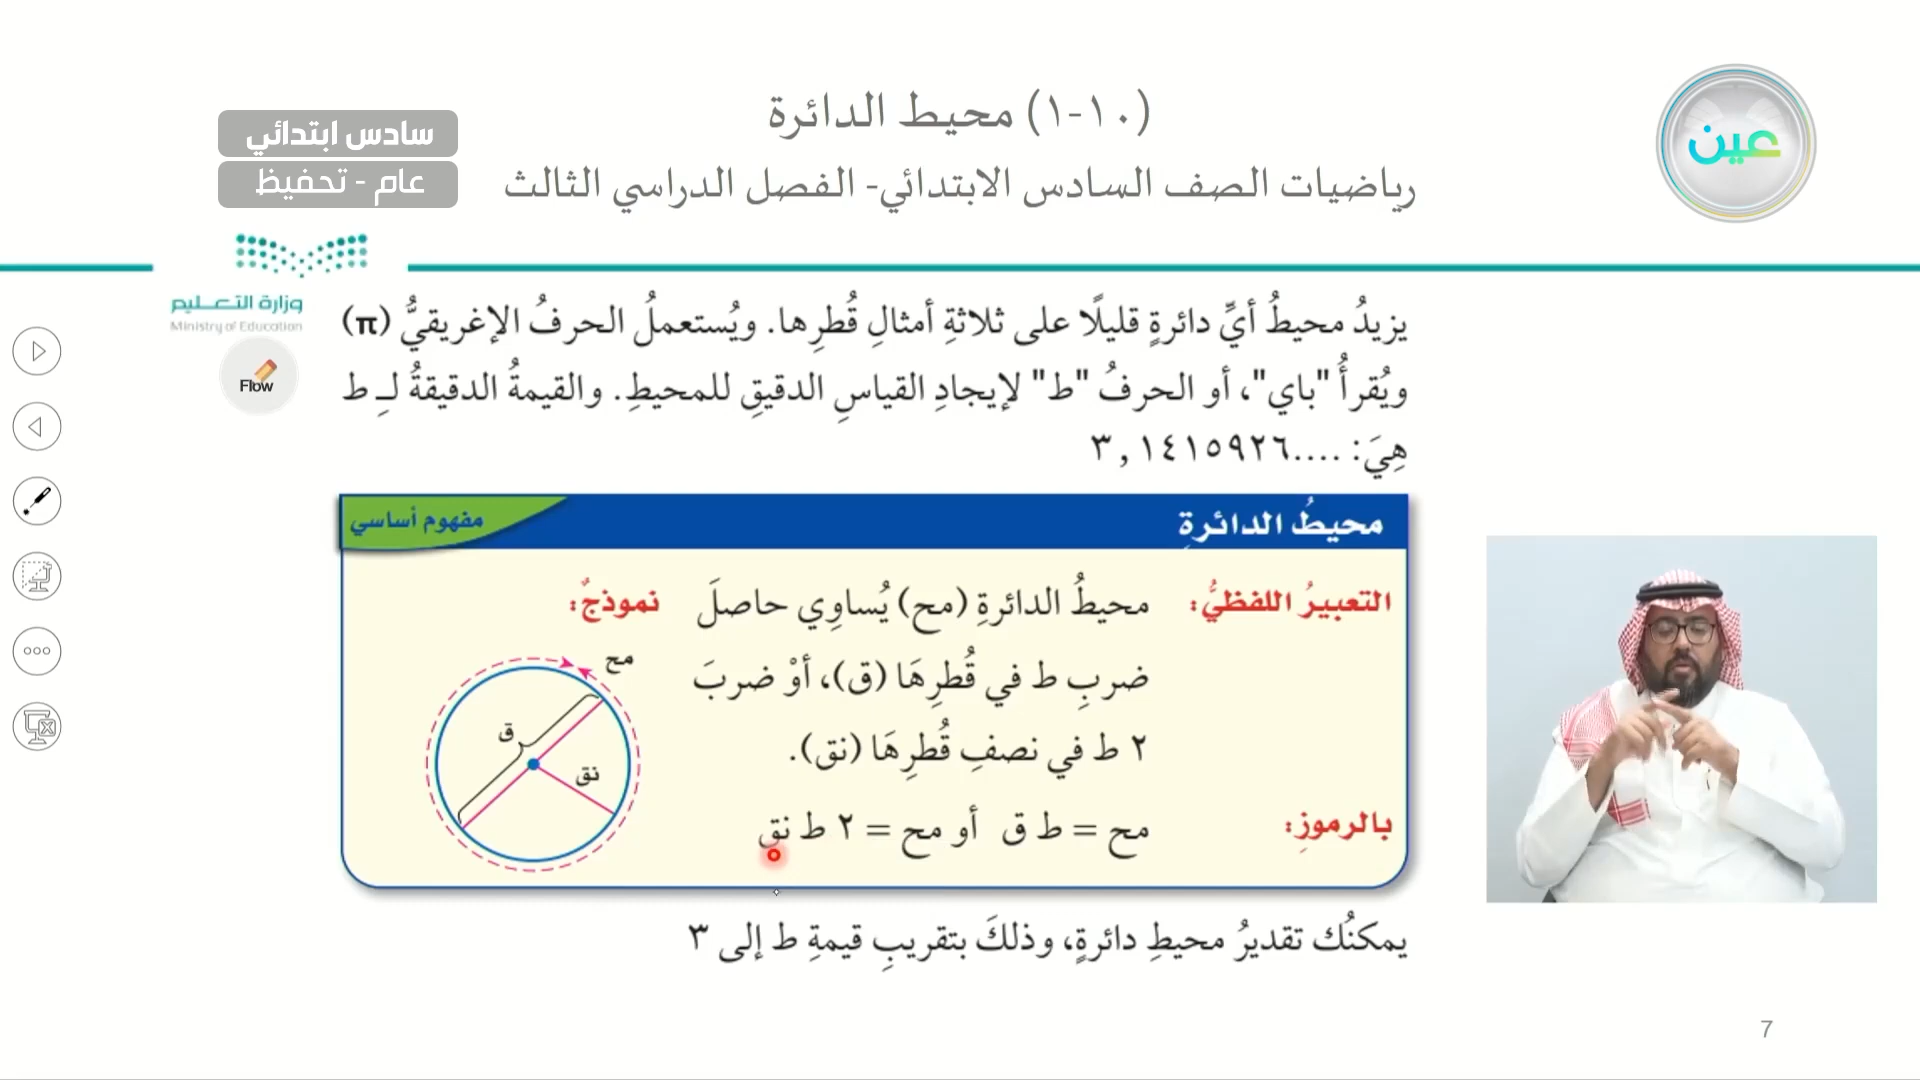 (١٠-١) محيط الدائرة
رياضيات الصف السادس الابتدائي- الفصل الدراسي الثالث
سادس ابتدائي
عام - تحفيظ
عين
وزارة التعليم
Ministry of Education
Flow
يزيدُ محيطُ أيِّ دائرةٍ قليلًا على ثلاثةِ أمثالِ قُطرِها. ويُستعملُ الحرفُ الإغريقيُّ (π)
ويُقرأُ "باي"، أو الحرفُ "ط" لإيجادِ القياسِ الدقيقِ للمحيطِ. والقيمةُ الدقيقةُ لـِ ط
هِيَ: ٣,١٤١٥٩٢٦....
محيطُ الدائرةِ
مفهوم أساسي
التعبيرُ اللفظيُّ: محيطُ الدائرةِ (مح) يُساوِي حاصلَ
ضربِ ط في قُطرِهَا (ق)، أوْ ضربَ
٢ ط في نصفِ قُطرِهَا (نق).
بالرموزِ: مح = ط ق أو مح = ٢ ط نق
نموذجٌ:
مح
ق
نق
يمكنُك تقديرُ محيطِ دائرةٍ، وذلكَ بتقريبِ قيمةِ ط إلى ٣
7